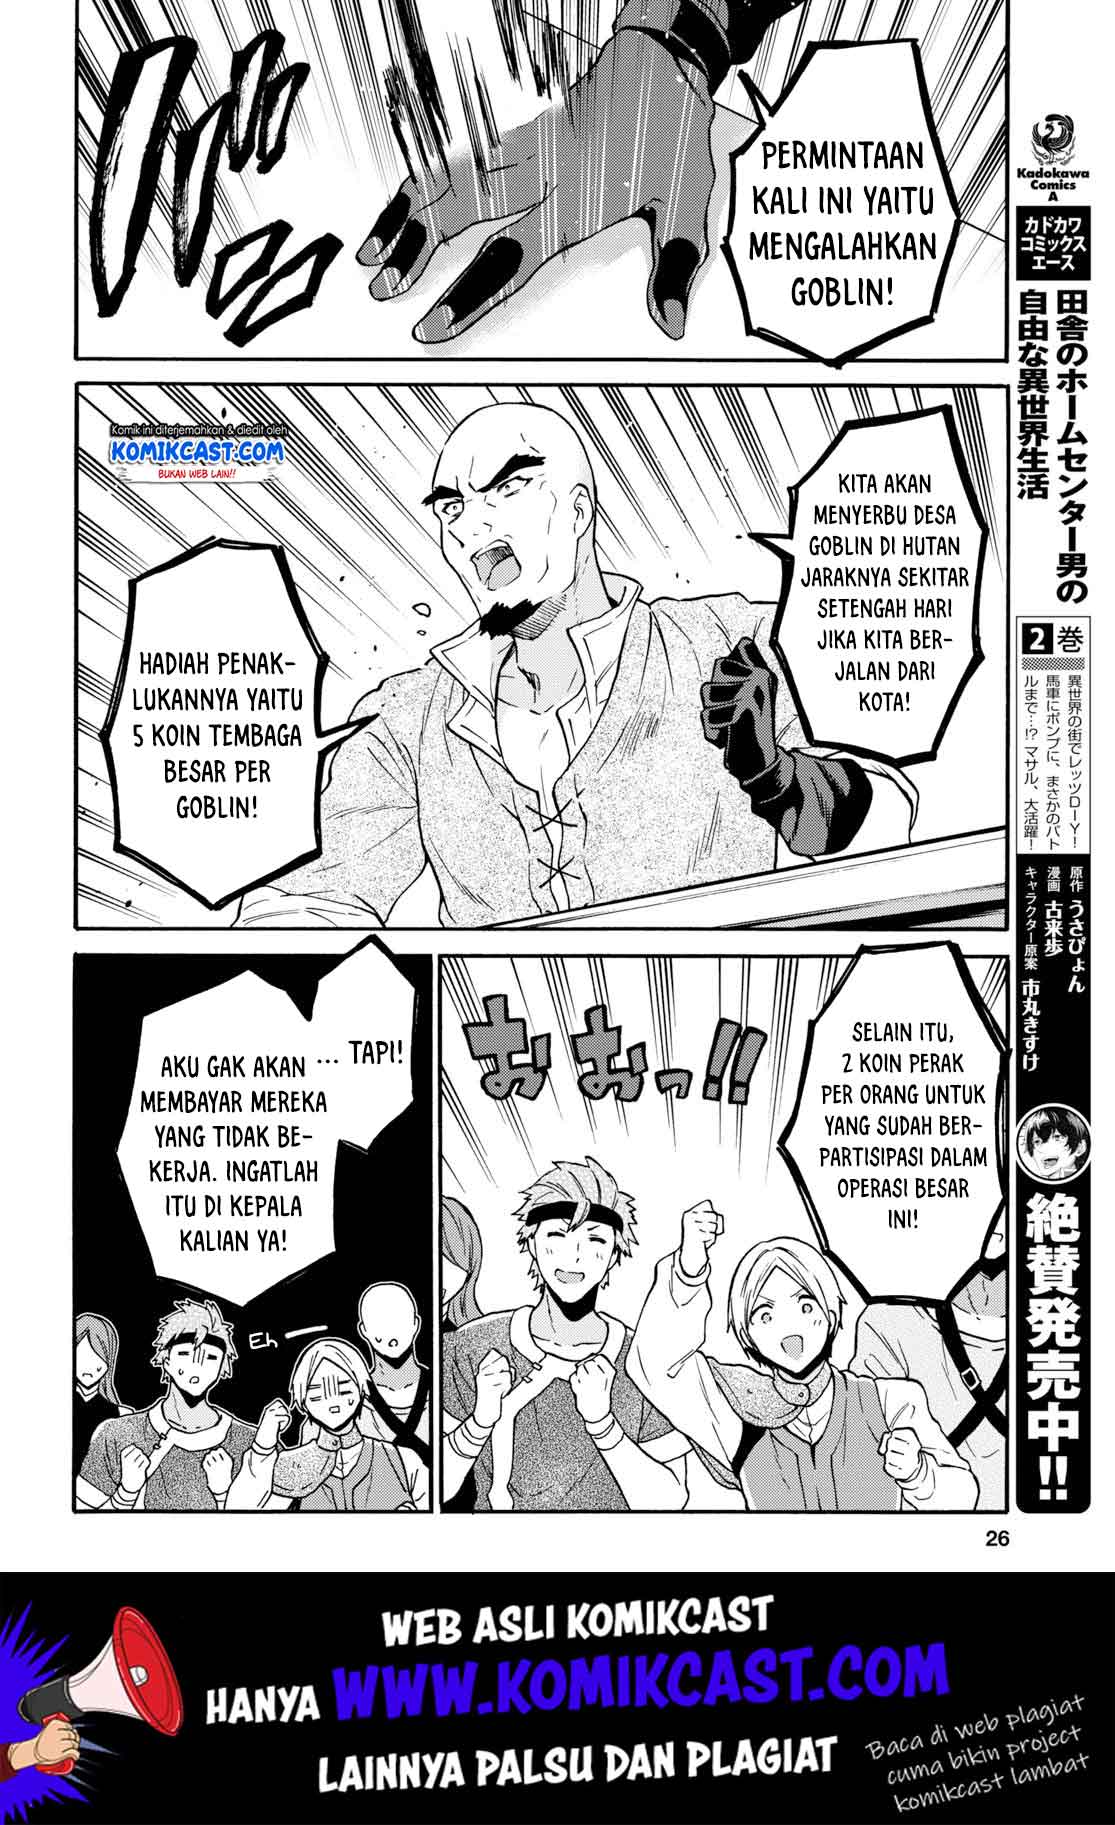 バン
PERMINTAAN
KALI INI YAITU
MENGALAHKAN
GOBLIN!
Kadokawa
Comics
A
カドカワ
コミックス
エース
田舎のホームセンター男の
自由な異世界生活
2巻
異世界の街でレッツDIY!
馬車にポンプに、まさかのバト
ルまで…!? マサル、大活躍!
原作 うさぴょん
漫画 古来歩
キャラクター原案 市丸きすけ
絶賛発売中!!
Komik ini diterjemahkan & diedit oleh
KOMIKCAST.COM
BUKAN WEB LAIN!!
KITA AKAN
MENYERBU DESA
GOBLIN DI HUTAN
JARAKNYA SEKITAR
SETENGAH HARI
JIKA KITA BER-
JALAN DARI
KOTA!
HADIAH PENAK-
LUKANNYA YAITU
5 KOIN TEMBAGA
BESAR PER
GOBLIN!
SELAIN ITU,
2 KOIN PERAK
PER ORANG UNTUK
YANG SUDAH BER-
PARTISIPASI DALAM
OPERASI BESAR
INI!
おおっ!!
... TAPI!
AKU GAK AKAN
MEMBAYAR MEREKA
YANG TIDAK BE-
KERJA. INGATLAH
ITU DI KEPALA
KALIAN YA!
Eh
26
WEB ASLI KOMIKCAST
HANYA WWW.KOMIKCAST.COM
LAINNYA PALSU DAN PLAGIAT
Baca di web plagiat
cuma bikin project
komikcast lambat